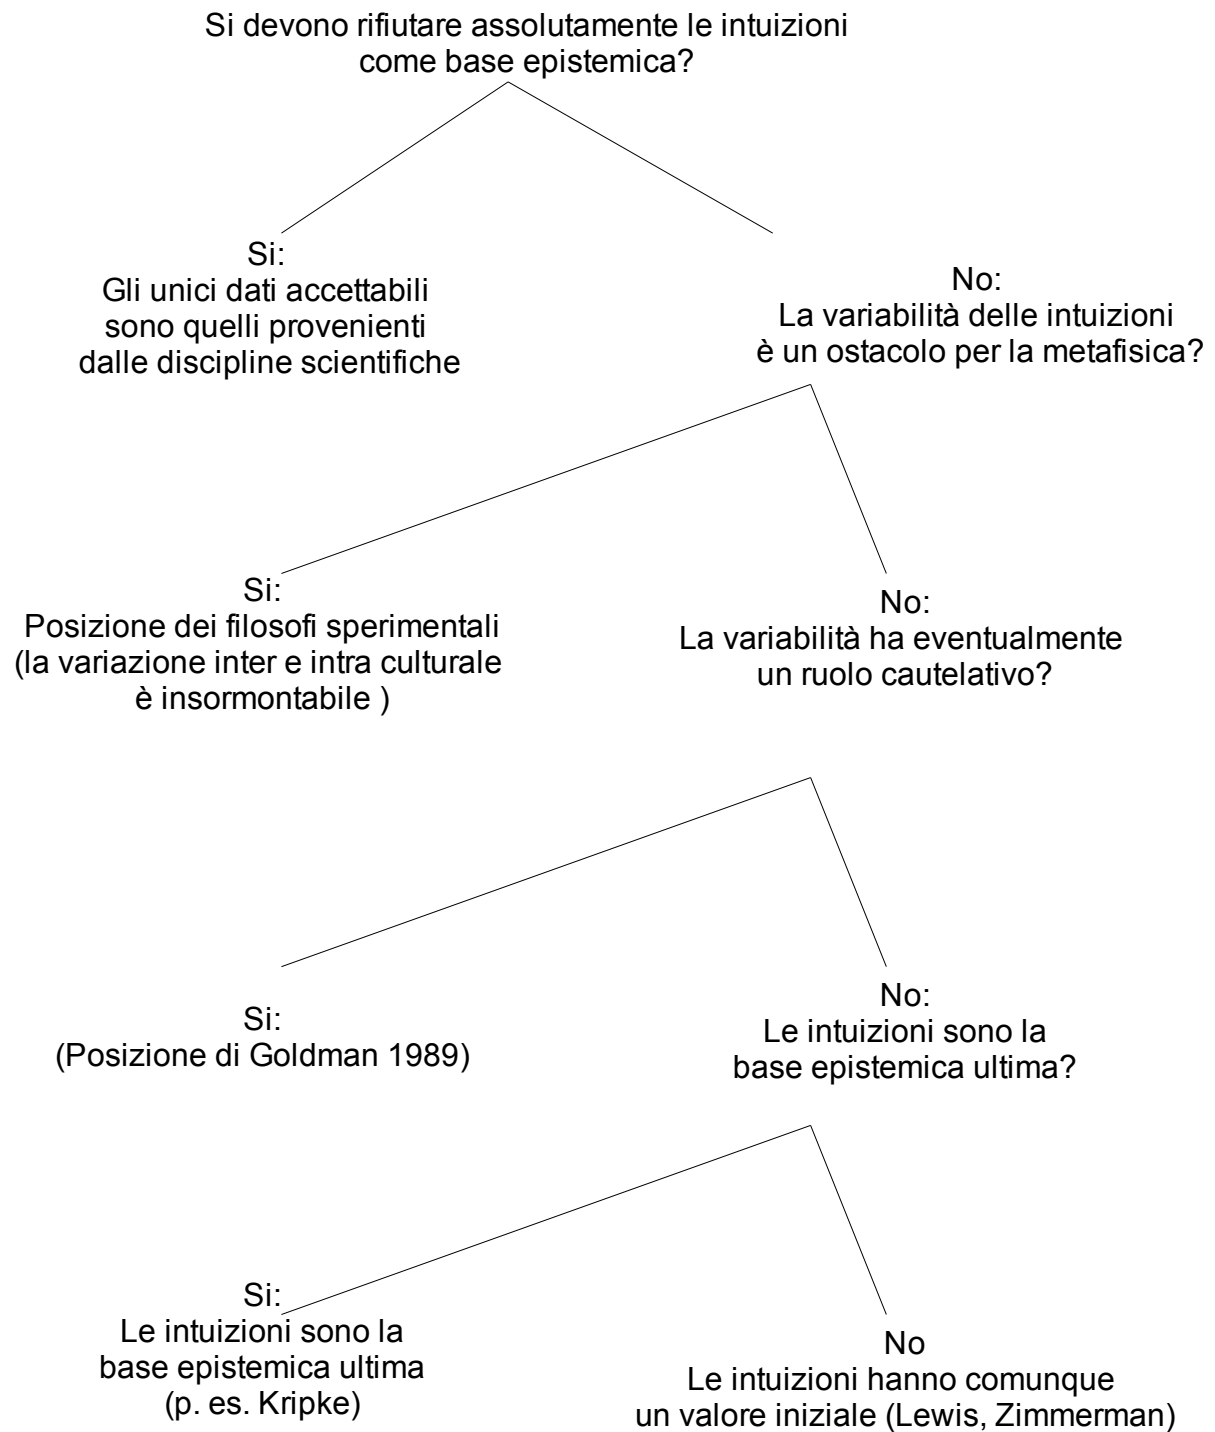 Si devono rifiutare assolutamente le intuizioni
come base epistemica?
Si:
Gli unici dati accettabili
sono quelli provenienti
dalle discipline scientifiche
No:
La variabilità delle intuizioni
è un ostacolo per la metafisica?
Si:
Posizione dei filosofi sperimentali
(la variazione inter e intra culturale
è insormontabile )
No:
La variabilità ha eventualmente
un ruolo cautelativo?
Si:
(Posizione di Goldman 1989)
No:
Le intuizioni sono la
base epistemica ultima?
Si:
Le intuizioni sono la
base epistemica ultima
(p. es. Kripke)
No
Le intuizioni hanno comunque
un valore iniziale (Lewis, Zimmerman)